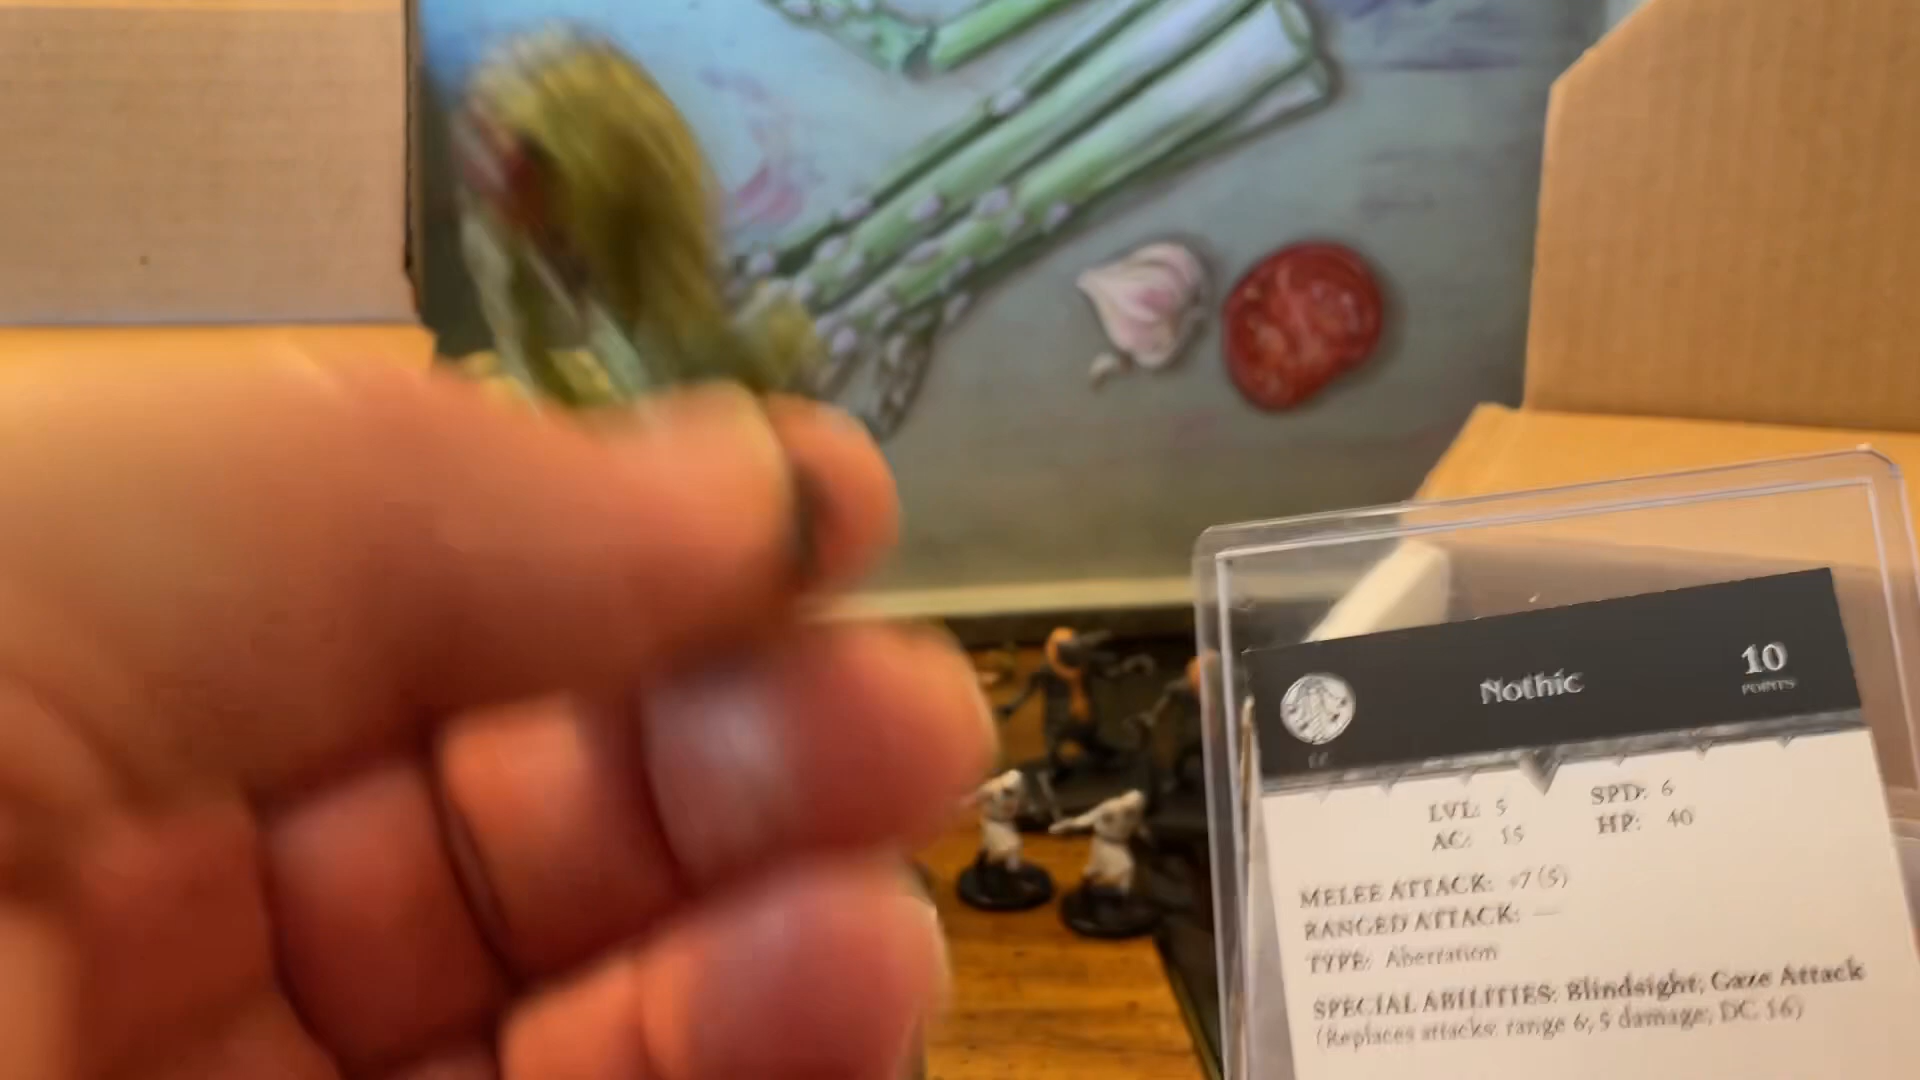 Nothic
10
POINTS
CE
LVL: 5 SPD: 6
AC: 15 HP: 40
MELEE ATTACK: +7 (5)
RANGED ATTACK: —
TYPE: Aberration
SPECIAL ABILITIES: Blindsight; Gaze Attack
(Replaces attacks: range 6; 5 damage; DC 16)